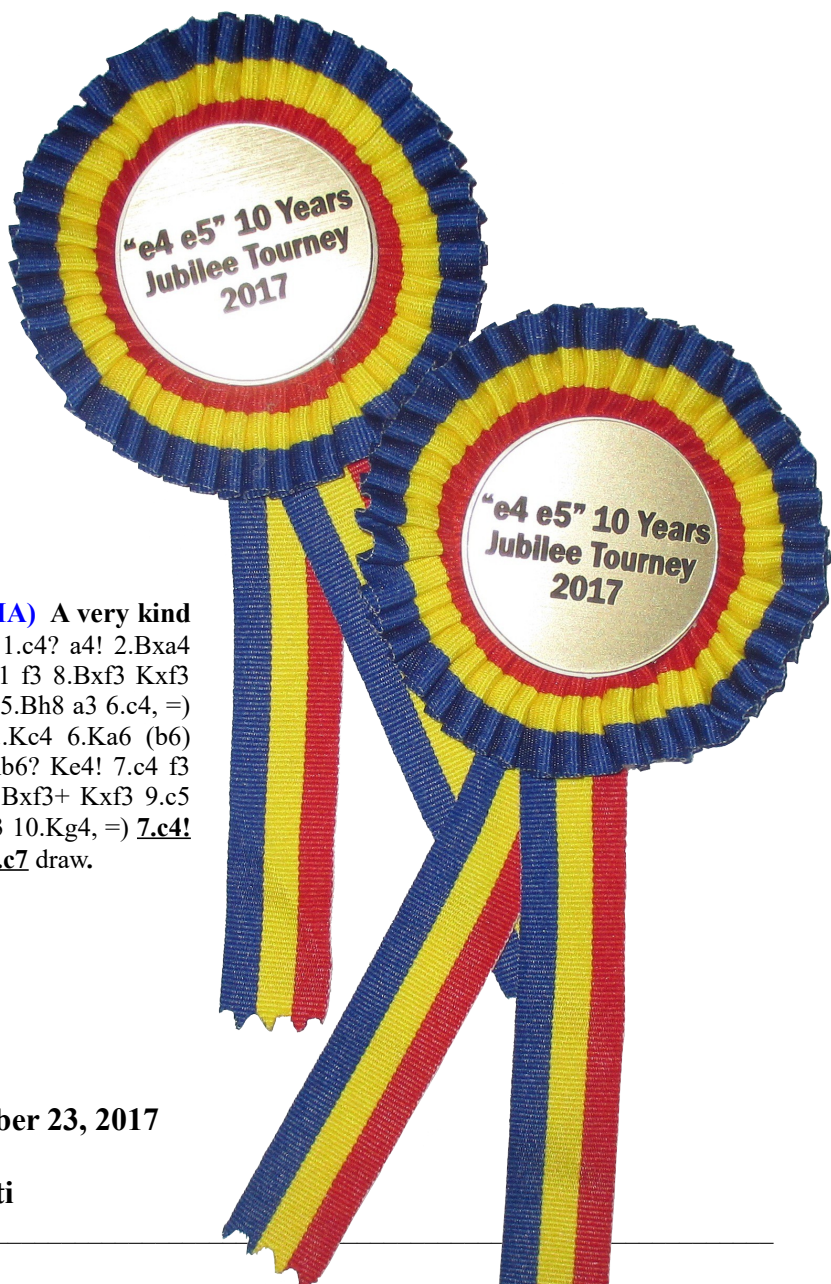 “e4 e5” 10 Years
Jubilee Tourney
2017
“e4 e5” 10 Years
Jubilee Tourney
2017
IA) A very kind
1.c4? a4! 2.Bxa4
1 f3 8.Bxf3 Kxf3
5.Bh8 a3 6.c4, =)
.Kc4 6.Ka6 (b6)
b6? Ke4! 7.c4 f3
Bxf3+ Kxf3 9.c5
3 10.Kg4, =) 7.c4!
.c7 draw.
ber 23, 2017
ti